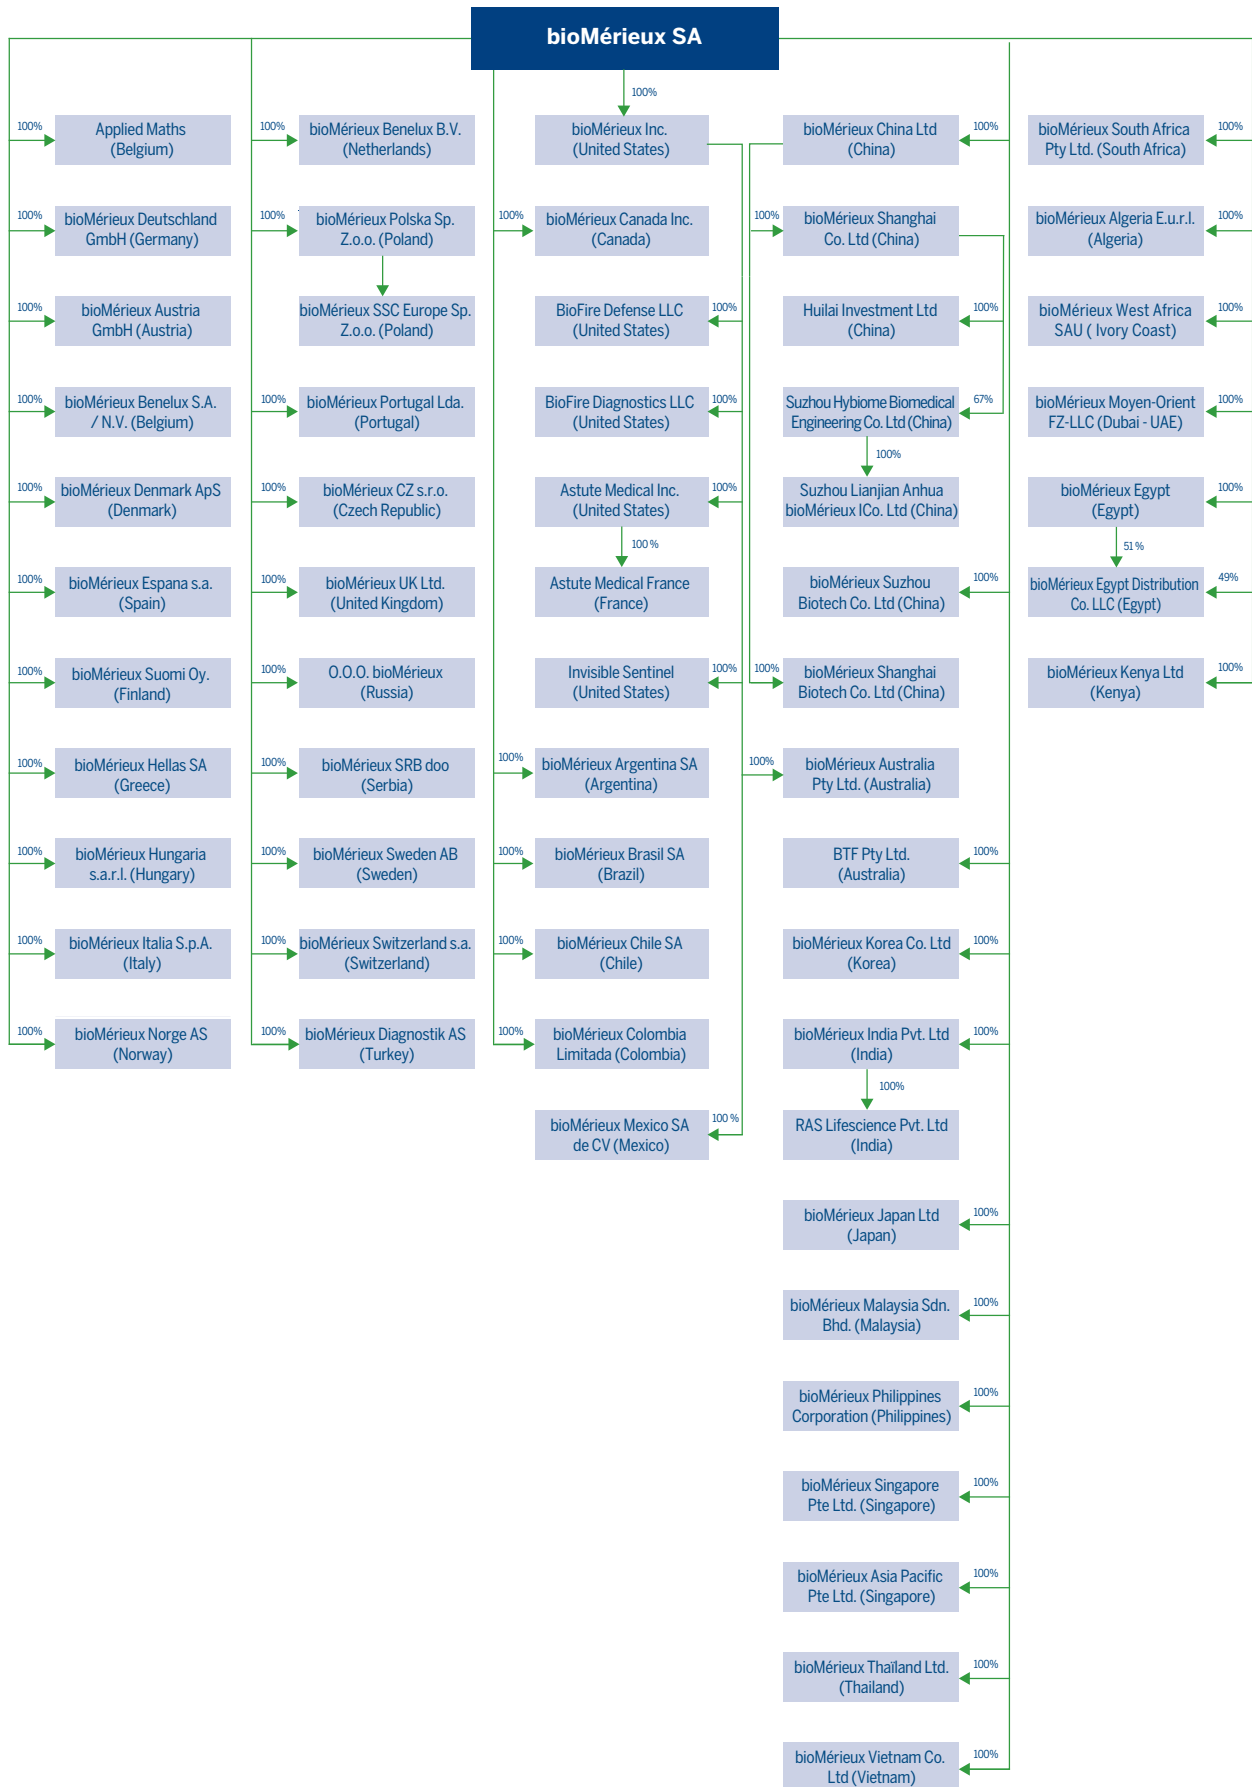 bioMérieux SA
100%
100%
Applied Maths
(Belgium)
100%
bioMérieux Benelux B.V.
(Netherlands)
bioMérieux Inc.
(United States)
bioMérieux China Ltd
(China)
100%
bioMérieux South Africa
Pty Ltd. (South Africa)
100%
100%
bioMérieux Deutschland
GmbH (Germany)
100%
bioMérieux Polska Sp.
Z.o.o. (Poland)
100%
bioMérieux Canada Inc.
(Canada)
100%
bioMérieux Shanghai
Co. Ltd (China)
bioMérieux Algeria E.u.r.l.
(Algeria)
100%
100%
bioMérieux Austria
GmbH (Austria)
bioMérieux SSC Europe Sp.
Z.o.o. (Poland)
BioFire Defense LLC
(United States)
100%
Huilai Investment Ltd
(China)
100%
bioMérieux West Africa
SAU ( Ivory Coast)
100%
100%
bioMérieux Benelux S.A.
/ N.V. (Belgium)
100%
bioMérieux Portugal Lda.
(Portugal)
BioFire Diagnostics LLC
(United States)
100%
Suzhou Hybiome Biomedical
Engineering Co. Ltd (China)
67%
bioMérieux Moyen-Orient
FZ-LLC (Dubai - UAE)
100%
100%
100%
bioMérieux Denmark ApS
(Denmark)
100%
bioMérieux CZ s.r.o.
(Czech Republic)
Astute Medical Inc.
(United States)
100%
Suzhou Lianjian Anhua
bioMérieux ICo. Ltd (China)
bioMérieux Egypt
(Egypt)
100%
100 %
51 %
100%
bioMérieux Espana s.a.
(Spain)
100%
bioMérieux UK Ltd.
(United Kingdom)
Astute Medical France
(France)
bioMérieux Suzhou
Biotech Co. Ltd (China)
100%
bioMérieux Egypt Distribution
Co. LLC (Egypt)
49%
100%
bioMérieux Suomi Oy.
(Finland)
100%
O.O.O. bioMérieux
(Russia)
Invisible Sentinel
(United States)
100%
100%
bioMérieux Shanghai
Biotech Co. Ltd (China)
bioMérieux Kenya Ltd
(Kenya)
100%
100%
bioMérieux Hellas SA
(Greece)
100%
bioMérieux SRB doo
(Serbia)
100%
bioMérieux Argentina SA
(Argentina)
100%
bioMérieux Australia
Pty Ltd. (Australia)
100%
bioMérieux Hungaria
s.a.r.l. (Hungary)
100%
bioMérieux Sweden AB
(Sweden)
100%
bioMérieux Brasil SA
(Brazil)
BTF Pty Ltd.
(Australia)
100%
100%
bioMérieux Italia S.p.A.
(Italy)
100%
bioMérieux Switzerland s.a.
(Switzerland)
100%
bioMérieux Chile SA
(Chile)
bioMérieux Korea Co. Ltd
(Korea)
100%
100%
bioMérieux Norge AS
(Norway)
100%
bioMérieux Diagnostik AS
(Turkey)
100%
bioMérieux Colombia
Limitada (Colombia)
bioMérieux India Pvt. Ltd
(India)
100%
100%
bioMérieux Mexico SA
de CV (Mexico)
100 %
RAS Lifescience Pvt. Ltd
(India)
bioMérieux Japan Ltd
(Japan)
100%
bioMérieux Malaysia Sdn.
Bhd. (Malaysia)
100%
bioMérieux Philippines
Corporation (Philippines)
100%
bioMérieux Singapore
Pte Ltd. (Singapore)
100%
bioMérieux Asia Pacific
Pte Ltd. (Singapore)
100%
bioMérieux Thaïland Ltd.
(Thailand)
100%
bioMérieux Vietnam Co.
Ltd (Vietnam)
100%